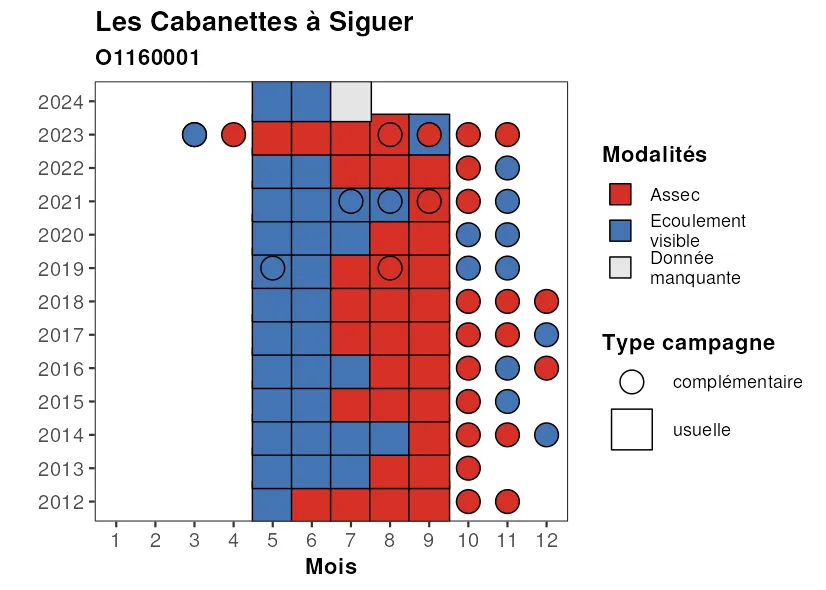 Les Cabanettes à Siguer
O1160001
2024
2023
2022
2021
2020
2019
2018
2017
2016
2015
2014
2013
2012
1 2 3 4 5 6 7 8 9 10 11 12
Mois
Modalités
Assec
Ecoulement
visible
Donnée
manquante
Type campagne
complémentaire
usuelle